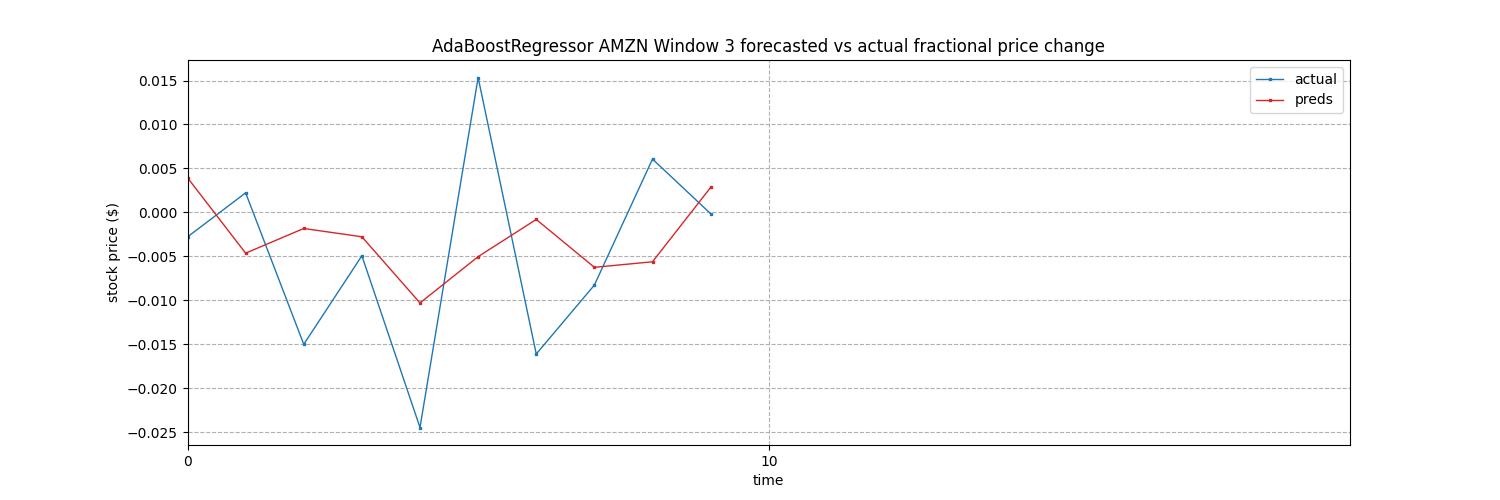 AdaBoostRegressor AMZN Window 3 forecasted vs actual fractional price change
actual
preds
0.015
0.010
0.005
0.000
−0.005
−0.010
−0.015
−0.020
−0.025
stock price ($)
0
10
time